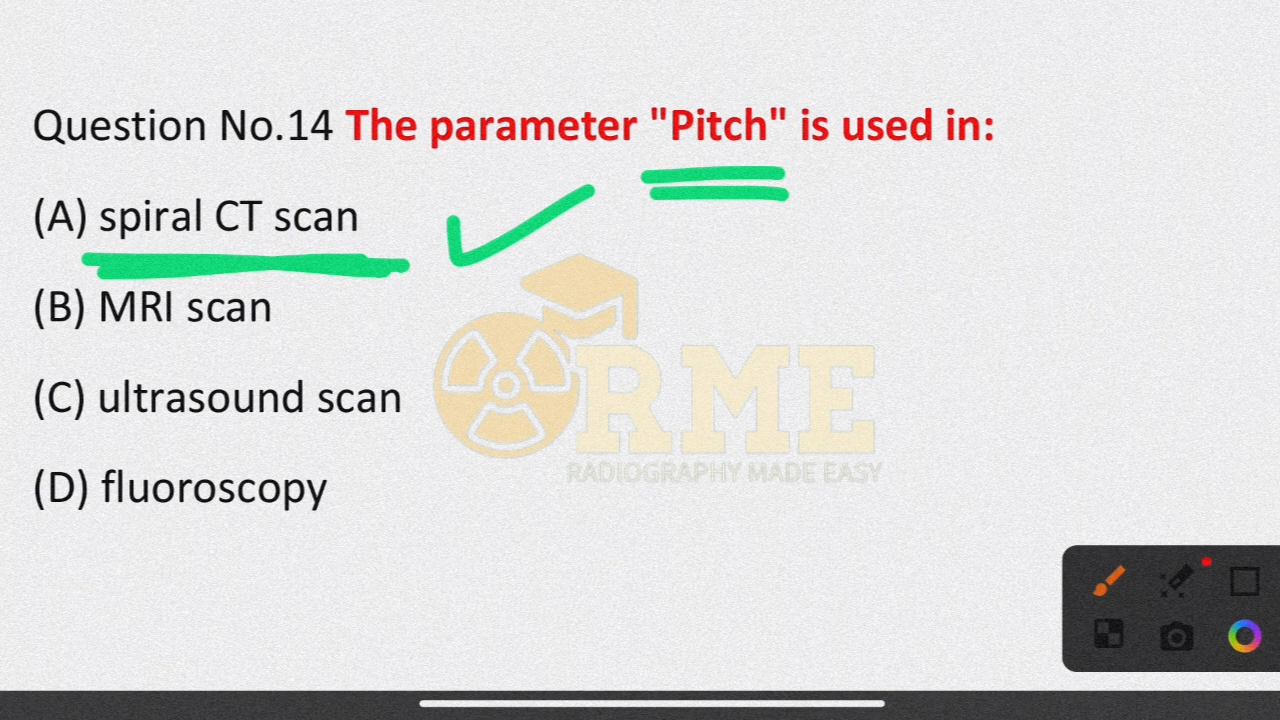 Question No.14 The parameter "Pitch" is used in:
(A) spiral CT scan
(B) MRI scan
(C) ultrasound scan
(D) fluoroscopy
RME
RADIOGRAPHY MADE EASY